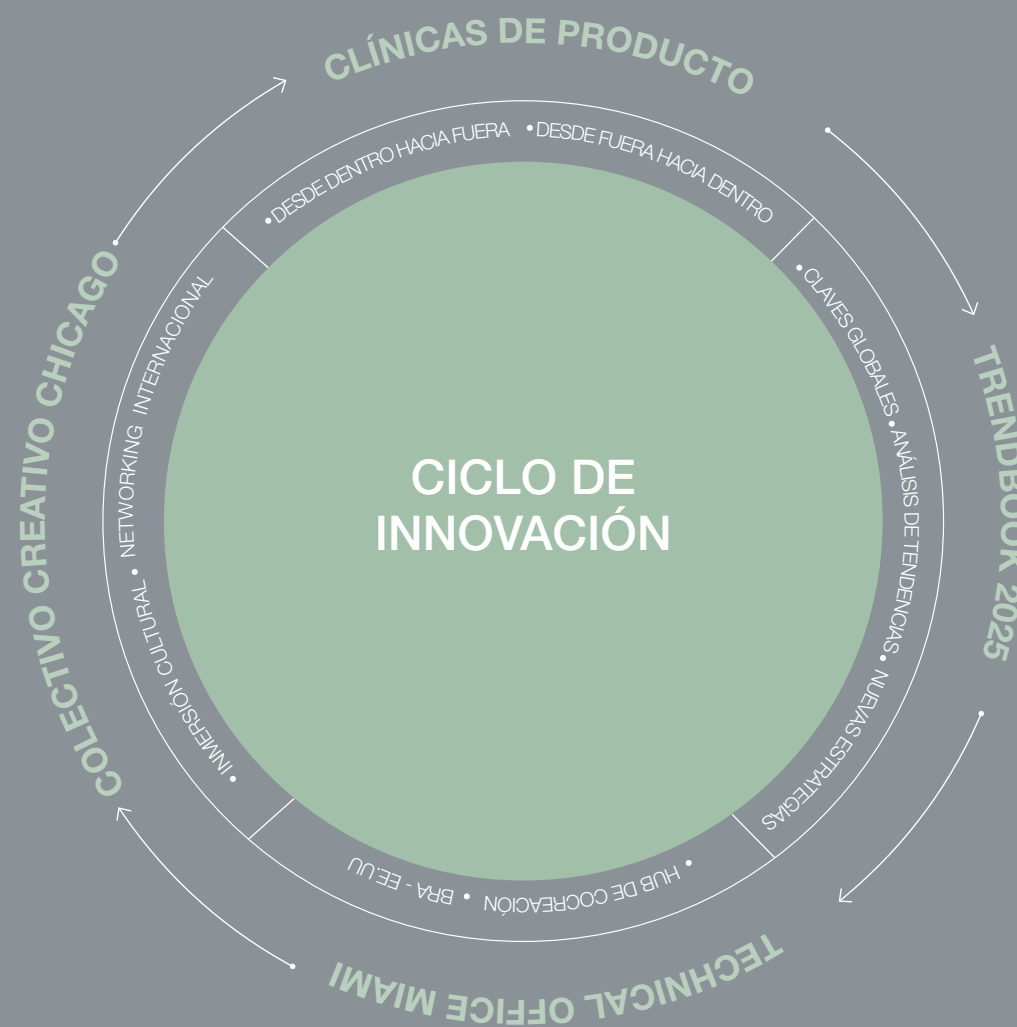 CLÍNICAS DE PRODUCTO
• DESDE DENTRO HACIA FUERA • DESDE FUERA HACIA DENTRO
TRENDBOOK 2025
• CLAVES GLOBALES • ANÁLISIS DE TENDENCIAS • NUEVAS ESTRATEGIAS
TECHNICAL OFFICE MIAMI
• HUB DE COCREACIÓN • BRA - EE.UU
COLECTIVO CREATIVO CHICAGO
• INMERSIÓN CULTURAL • NETWORKING INTERNACIONAL
CICLO DE
INNOVACIÓN